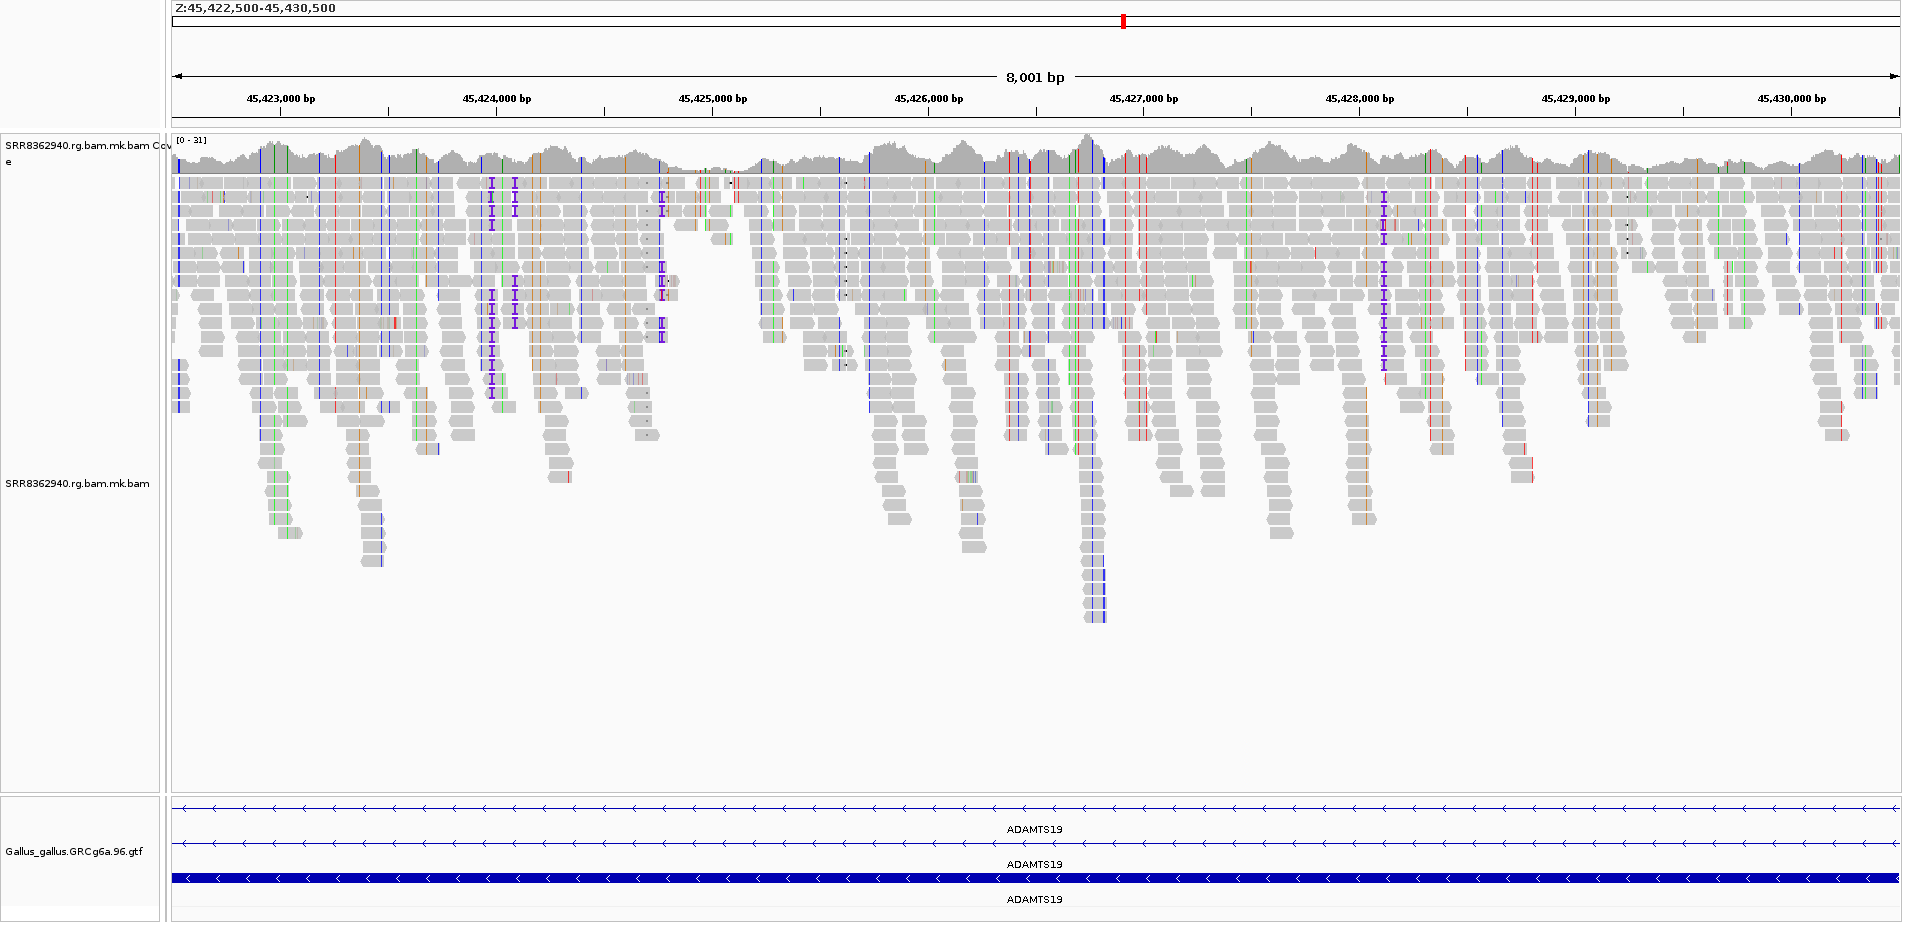 Z:45,422,500-45,430,500
8,001 bp
45,423,000 bp 45,424,000 bp 45,425,000 bp 45,426,000 bp 45,427,000 bp 45,428,000 bp 45,429,000 bp 45,430,000 bp
SRR8362940.rg.bam.mk.bam Cov
e
[0 - 31]
SRR8362940.rg.bam.mk.bam
ADAMTS19
Gallus_gallus.GRCg6a.96.gtf
ADAMTS19
ADAMTS19